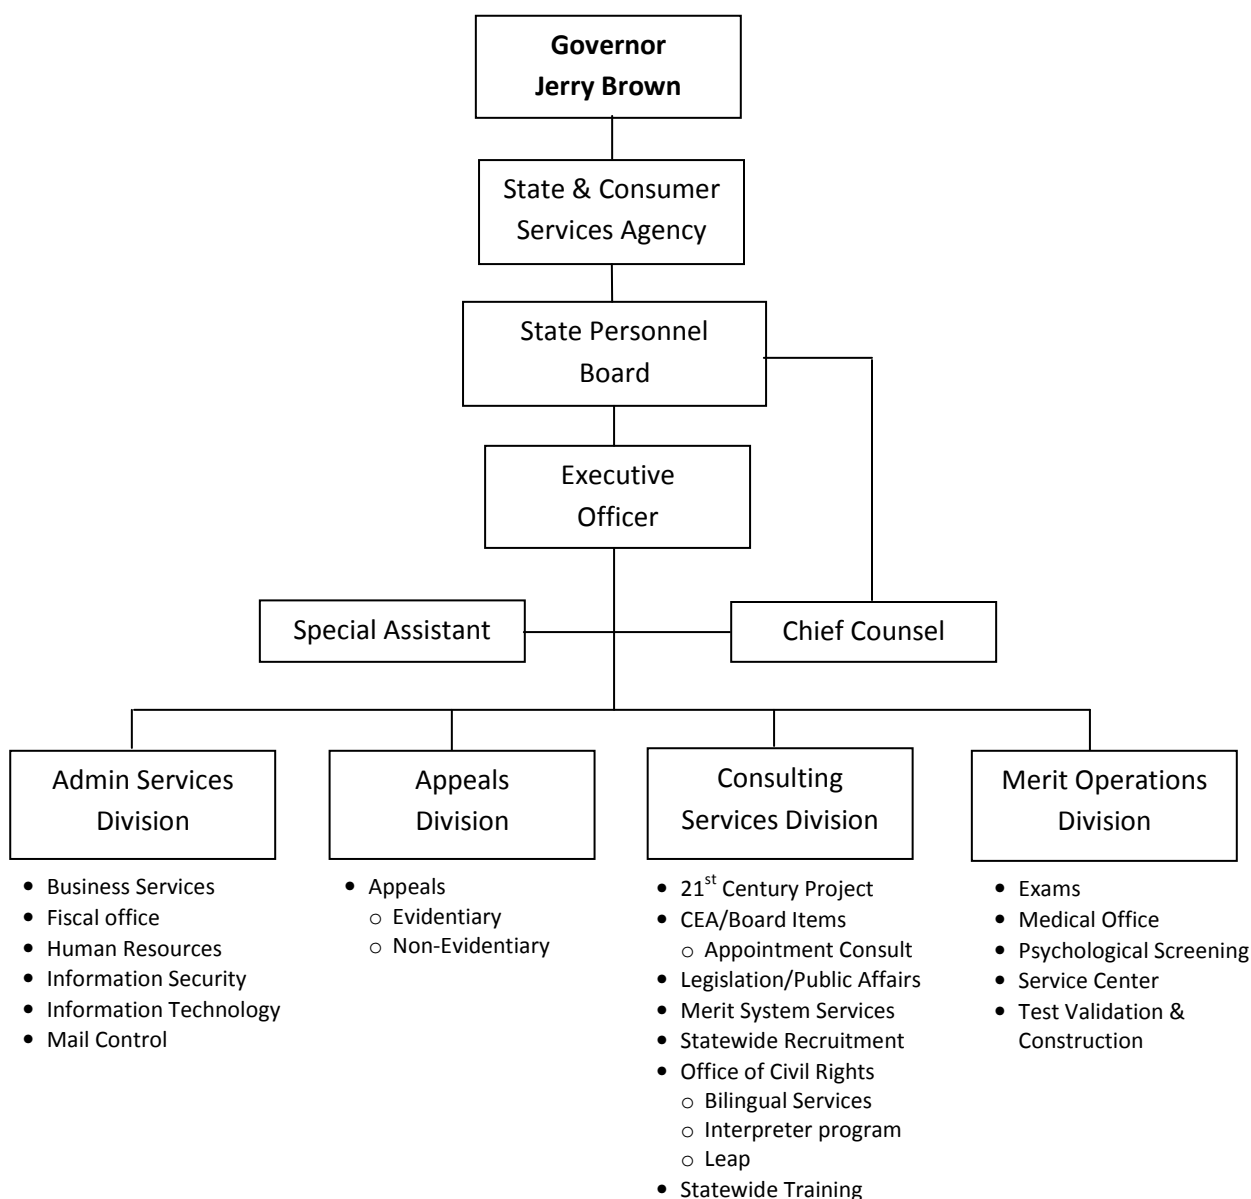 Governor
Jerry Brown
State & Consumer
Services Agency
State Personnel
Board
Executive
Officer
Special Assistant
Chief Counsel
Admin Services
Division
• Business Services
• Fiscal office
• Human Resources
• Information Security
• Information Technology
• Mail Control
Appeals
Division
• Appeals
o Evidentiary
o Non-Evidentiary
Consulting
Services Division
• 21st Century Project
• CEA/Board Items
o Appointment Consult
• Legislation/Public Affairs
• Merit System Services
• Statewide Recruitment
• Office of Civil Rights
o Bilingual Services
o Interpreter program
o Leap
• Statewide Training
Merit Operations
Division
• Exams
• Medical Office
• Psychological Screening
• Service Center
• Test Validation &
Construction